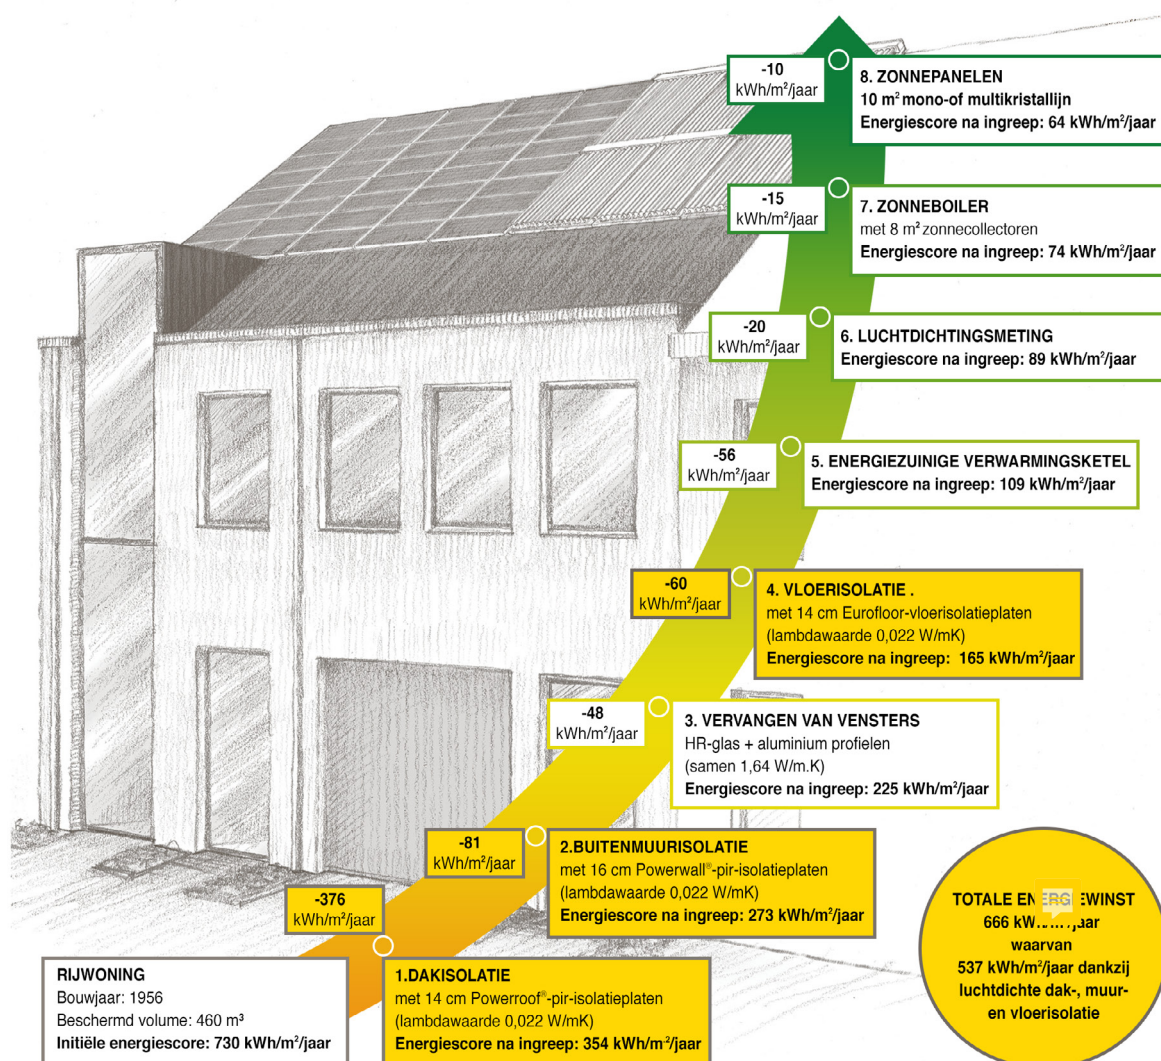 -10
kWh/m²/jaar
8. ZONNEPANELEN
10 m² mono-of multikristallijn
Energiescore na ingreep: 64 kWh/m²/jaar
-15
kWh/m²/jaar
7. ZONNEBOILER
met 8 m² zonnecollectoren
Energiescore na ingreep: 74 kWh/m²/jaar
-20
kWh/m²/jaar
6. LUCHTDICHTINGSMETING
Energiescore na ingreep: 89 kWh/m²/jaar
-56
kWh/m²/jaar
5. ENERGIEZUINIGE VERWARMINGSKETEL
Energiescore na ingreep: 109 kWh/m²/jaar
-60
kWh/m²/jaar
4. VLOERISOLATIE .
met 14 cm Eurofloor-vloerisolatieplaten
(lambdawaarde 0,022 W/mK)
Energiescore na ingreep: 165 kWh/m²/jaar
-48
kWh/m²/jaar
3. VERVANGEN VAN VENSTERS
HR-glas + aluminium profielen
(samen 1,64 W/m.K)
Energiescore na ingreep: 225 kWh/m²/jaar
-81
kWh/m²/jaar
2.BUITENMUURISOLATIE
met 16 cm Powerwall®-pir-isolatieplaten
(lambdawaarde 0,022 W/mK)
Energiescore na ingreep: 273 kWh/m²/jaar
-376
kWh/m²/jaar
1.DAKISOLATIE
met 14 cm Powerroof®-pir-isolatieplaten
(lambdawaarde 0,022 W/mK)
Energiescore na ingreep: 354 kWh/m²/jaar
RIJWONING
Bouwjaar: 1956
Beschermd volume: 460 m³
Initiële energiescore: 730 kWh/m²/jaar
TOTALE ENERGIEWINST
666 kWh/m²/jaar
waarvan
537 kWh/m²/jaar dankzij
luchtdichte dak-, muur-
en vloerisolatie